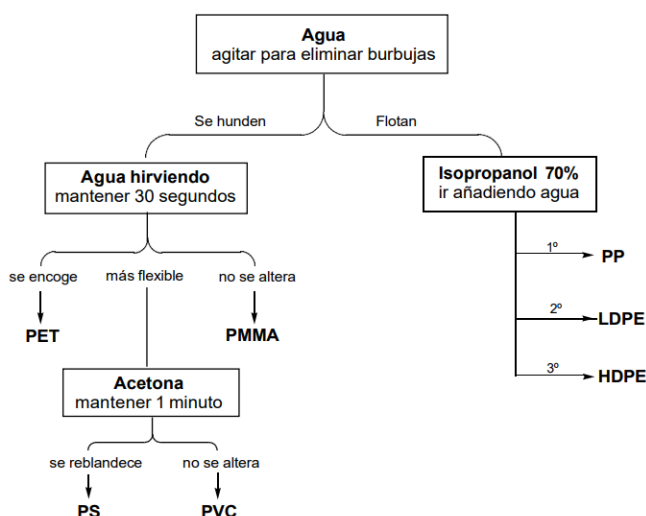 Agua
agitar para eliminar burbujas
Se hunden
Flotan
Agua hirviendo
mantener 30 segundos
Isopropanol 70%
ir añadiendo agua
1º
PP
se encoge
más flexible
no se altera
PET
PMMA
2º
LDPE
3º
HDPE
Acetona
mantener 1 minuto
se reblandece
no se altera
PS
PVC